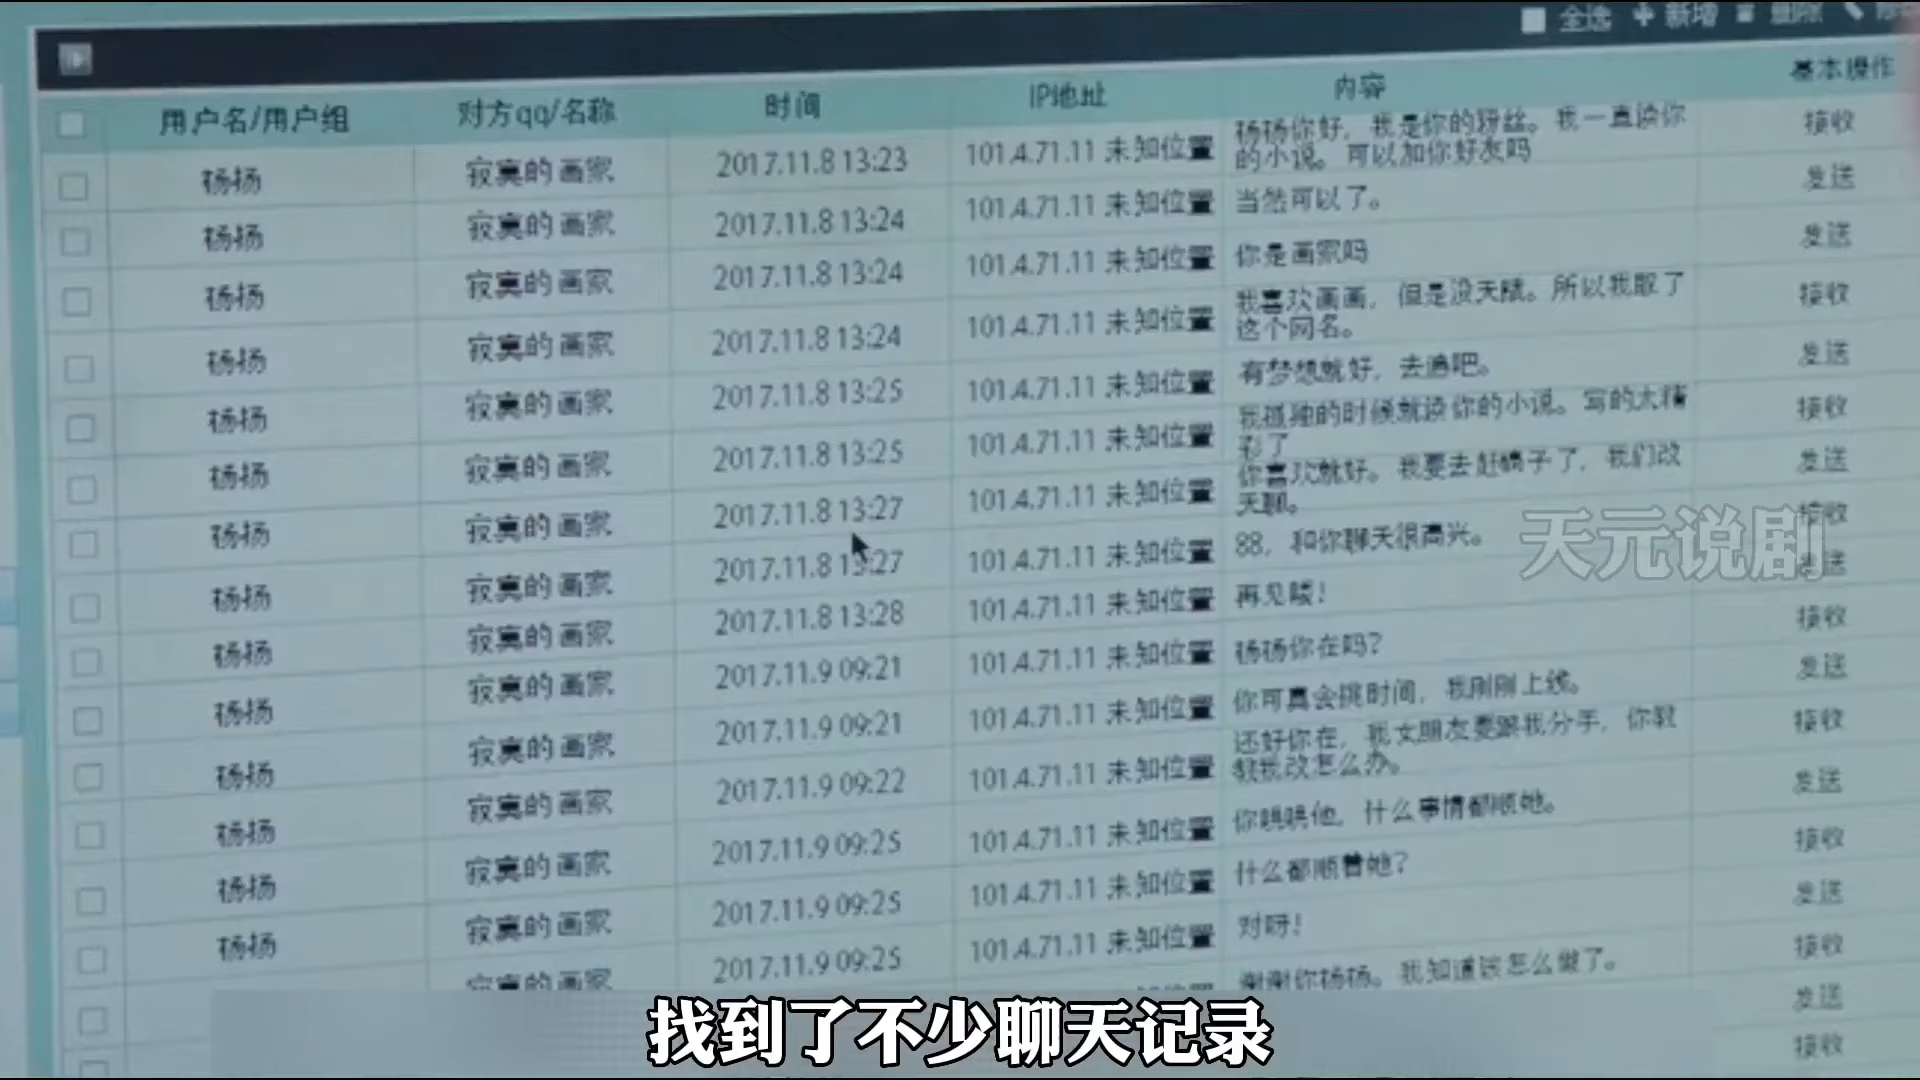 全选 新增 删除
用户名/用户组 对方qq/名称 时间 IP地址 内容 基本操作
杨扬 寂寞的画家 2017.11.8 13:23 101.4.71.11 未知位置 杨扬你好，我是你的粉丝。我一直读你的小说。可以加你好友吗 接收
杨扬 寂寞的画家 2017.11.8 13:24 101.4.71.11 未知位置 当然可以了。 发送
杨扬 寂寞的画家 2017.11.8 13:24 101.4.71.11 未知位置 你是画家吗 发送
杨扬 寂寞的画家 2017.11.8 13:24 101.4.71.11 未知位置 我喜欢画画，但是没天赋。所以我取了这个网名。 接收
杨扬 寂寞的画家 2017.11.8 13:25 101.4.71.11 未知位置 有梦想就好，去追吧。 发送
杨扬 寂寞的画家 2017.11.8 13:25 101.4.71.11 未知位置 我孤独的时候就读你的小说。写的太精彩了 接收
杨扬 寂寞的画家 2017.11.8 13:27 101.4.71.11 未知位置 你喜欢就好。我要去赶稿子了，我们改天聊。 发送
杨扬 寂寞的画家 2017.11.8 13:27 101.4.71.11 未知位置 88，和你聊天很高兴。 接收
杨扬 寂寞的画家 2017.11.8 13:28 101.4.71.11 未知位置 再见喽！ 发送
杨扬 寂寞的画家 2017.11.9 09:21 101.4.71.11 未知位置 杨扬你在吗？ 接收
杨扬 寂寞的画家 2017.11.9 09:21 101.4.71.11 未知位置 你可真会挑时间，我刚刚上线。 发送
杨扬 寂寞的画家 2017.11.9 09:22 101.4.71.11 未知位置 还好你在，我女朋友要跟我分手，你教教我改怎么办。 接收
杨扬 寂寞的画家 2017.11.9 09:25 101.4.71.11 未知位置 你哄哄他，什么事情都顺她。 发送
杨扬 寂寞的画家 2017.11.9 09:25 101.4.71.11 未知位置 什么都顺着她？ 接收
寂寞的画家 2017.11.9 09:25 101.4.71.11 未知位置 对呀！ 发送
谢谢你杨扬。我知道该怎么做了。 接收
发送
接收
天元说剧
找到了不少聊天记录